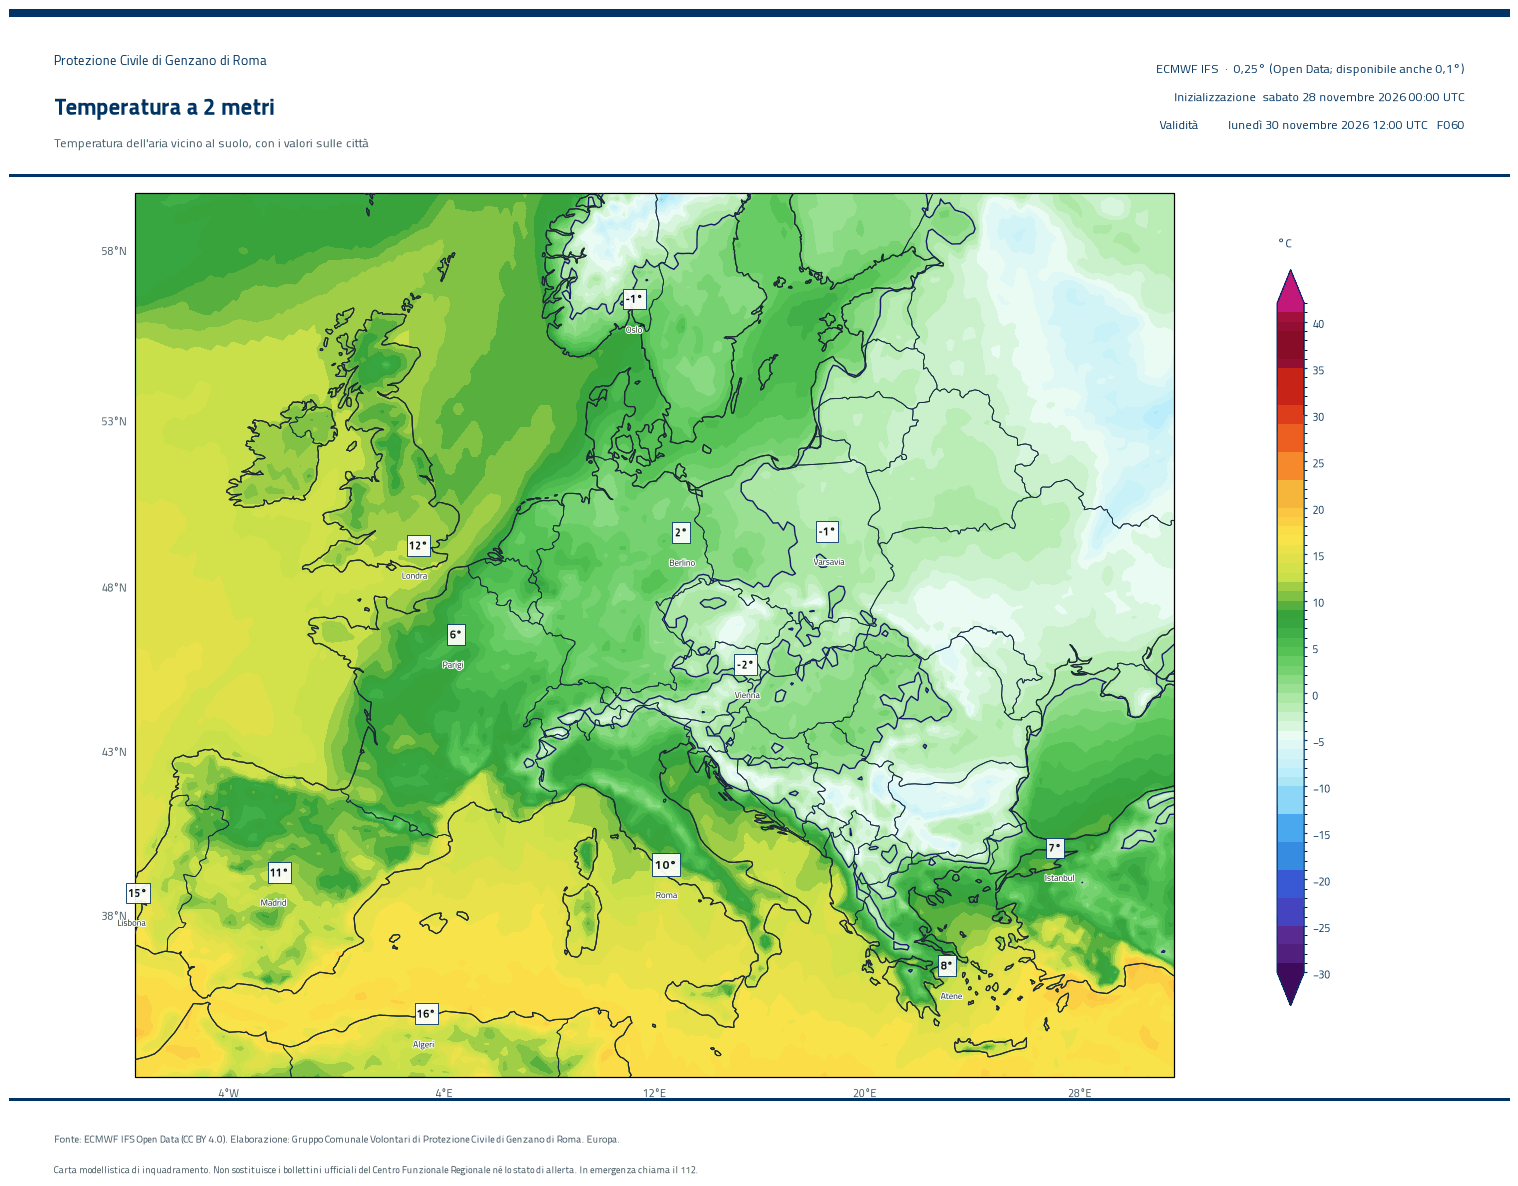 Protezione Civile di Genzano di Roma
Temperatura a 2 metri
Temperatura dell'aria vicino al suolo, con i valori sulle città
ECMWF IFS · 0,25° (Open Data; disponibile anche 0,1°)
Inizializzazione sabato 28 novembre 2026 00:00 UTC
Validità lunedì 30 novembre 2026 12:00 UTC F060
58°N
53°N
48°N
43°N
38°N
-1°
Oslo
12°
Londra
2°
Berlino
-1°
Varsavia
6°
Parigi
-2°
Vienna
15°
Lisbona
11°
Madrid
10°
Roma
7°
Istanbul
8°
Atene
16°
Algeri
4°W
4°E
12°E
20°E
28°E
°C
40
35
30
25
20
15
10
5
0
−5
−10
−15
−20
−25
−30
Fonte: ECMWF IFS Open Data (CC BY 4.0). Elaborazione: Gruppo Comunale Volontari di Protezione Civile di Genzano di Roma. Europa.
Carta modellistica di inquadramento. Non sostituisce i bollettini ufficiali del Centro Funzionale Regionale né lo stato di allerta. In emergenza chiama il 112.